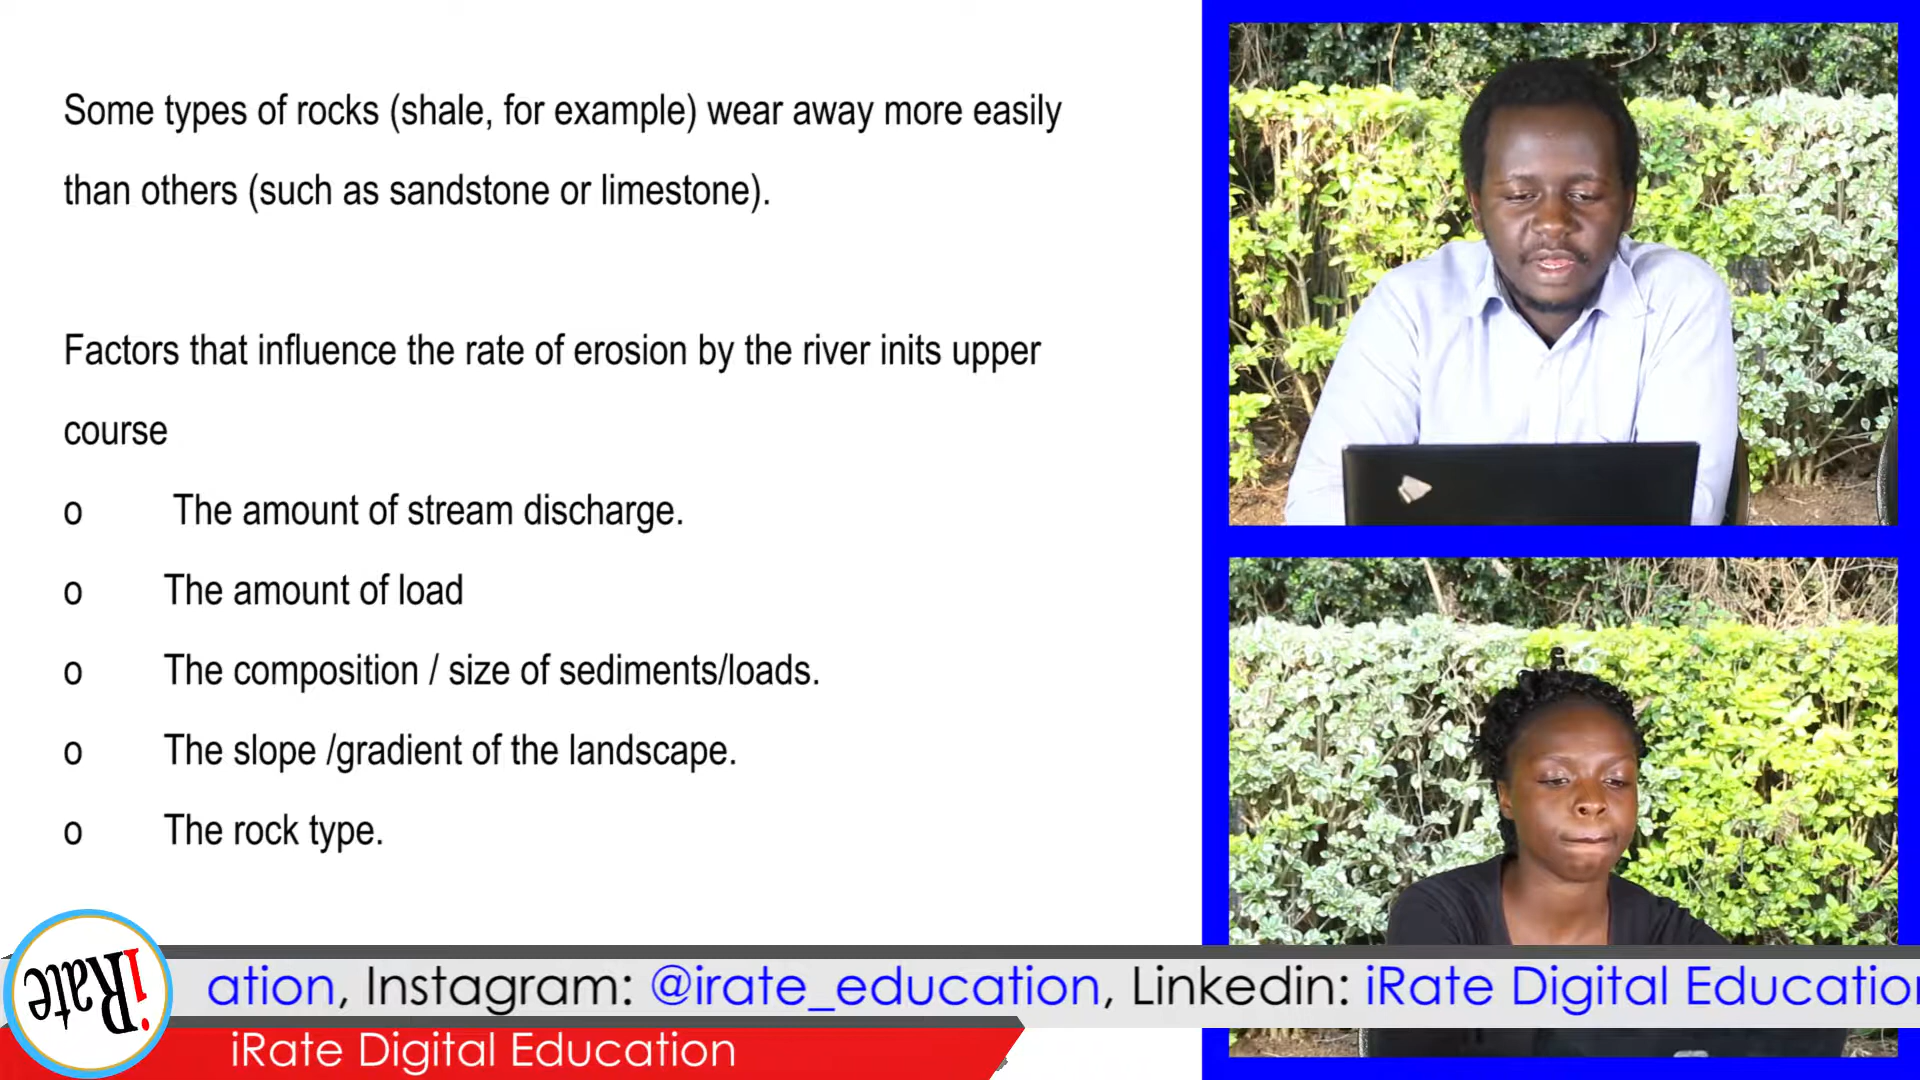 Some types of rocks (shale, for example) wear away more easily
than others (such as sandstone or limestone).
Factors that influence the rate of erosion by the river inits upper
course
o The amount of stream discharge.
o The amount of load
o The composition / size of sediments/loads.
o The slope /gradient of the landscape.
o The rock type.
iRate
ation, Instagram: @irate_education, Linkedin: iRate Digital Education
iRate Digital Education